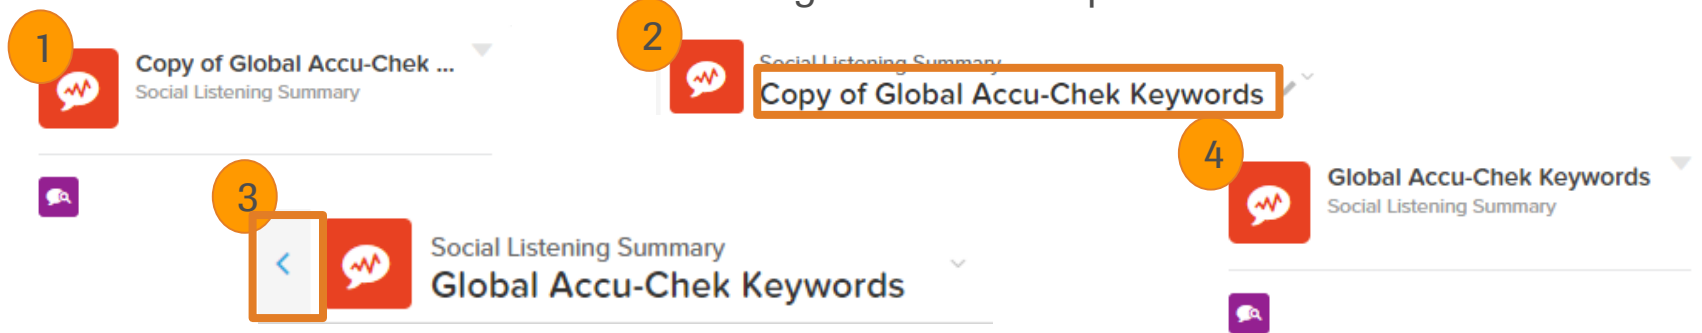 1
Copy of Global Accu-Chek ...
Social Listening Summary
2
Social Listening Summary
Copy of Global Accu-Chek Keywords
3
Social Listening Summary
Global Accu-Chek Keywords
4
Global Accu-Chek Keywords
Social Listening Summary